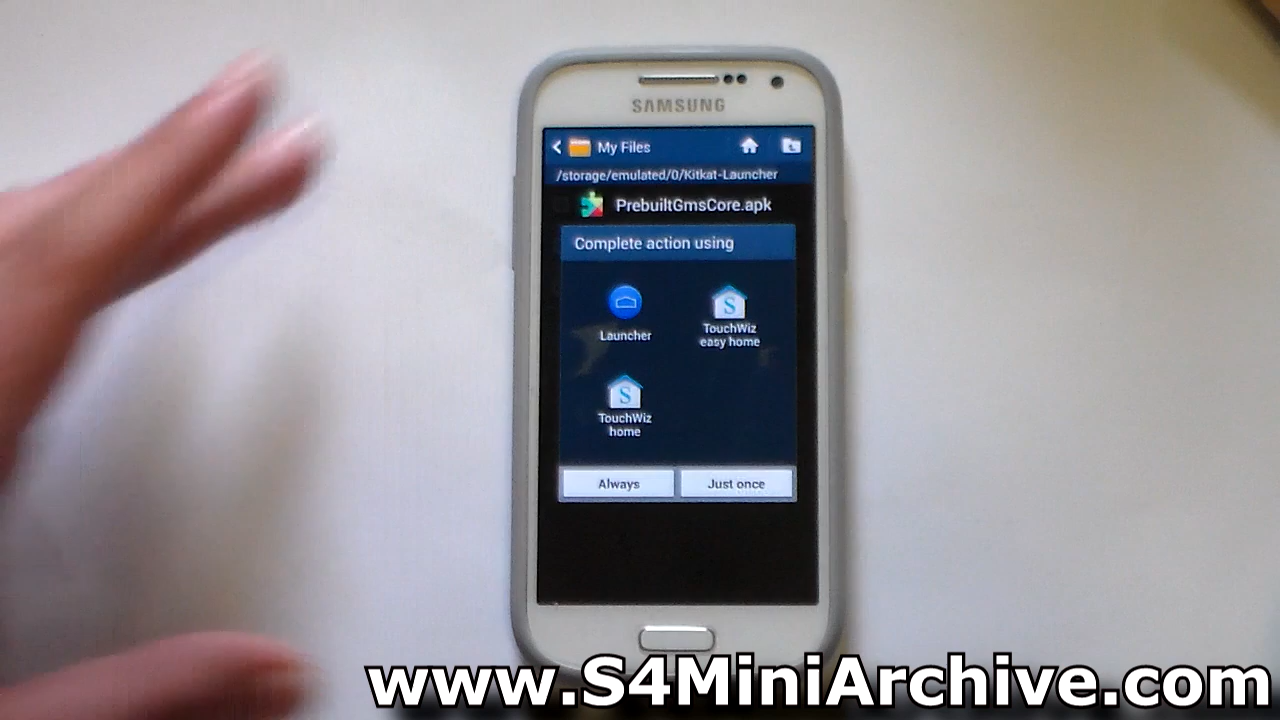 SAMSUNG
My Files
/storage/emulated/0/Kitkat-Launcher
PrebuiltGmsCore.apk
Complete action using
Launcher
TouchWiz
easy home
TouchWiz
home
Always
Just once
www.S4MiniArchive.com